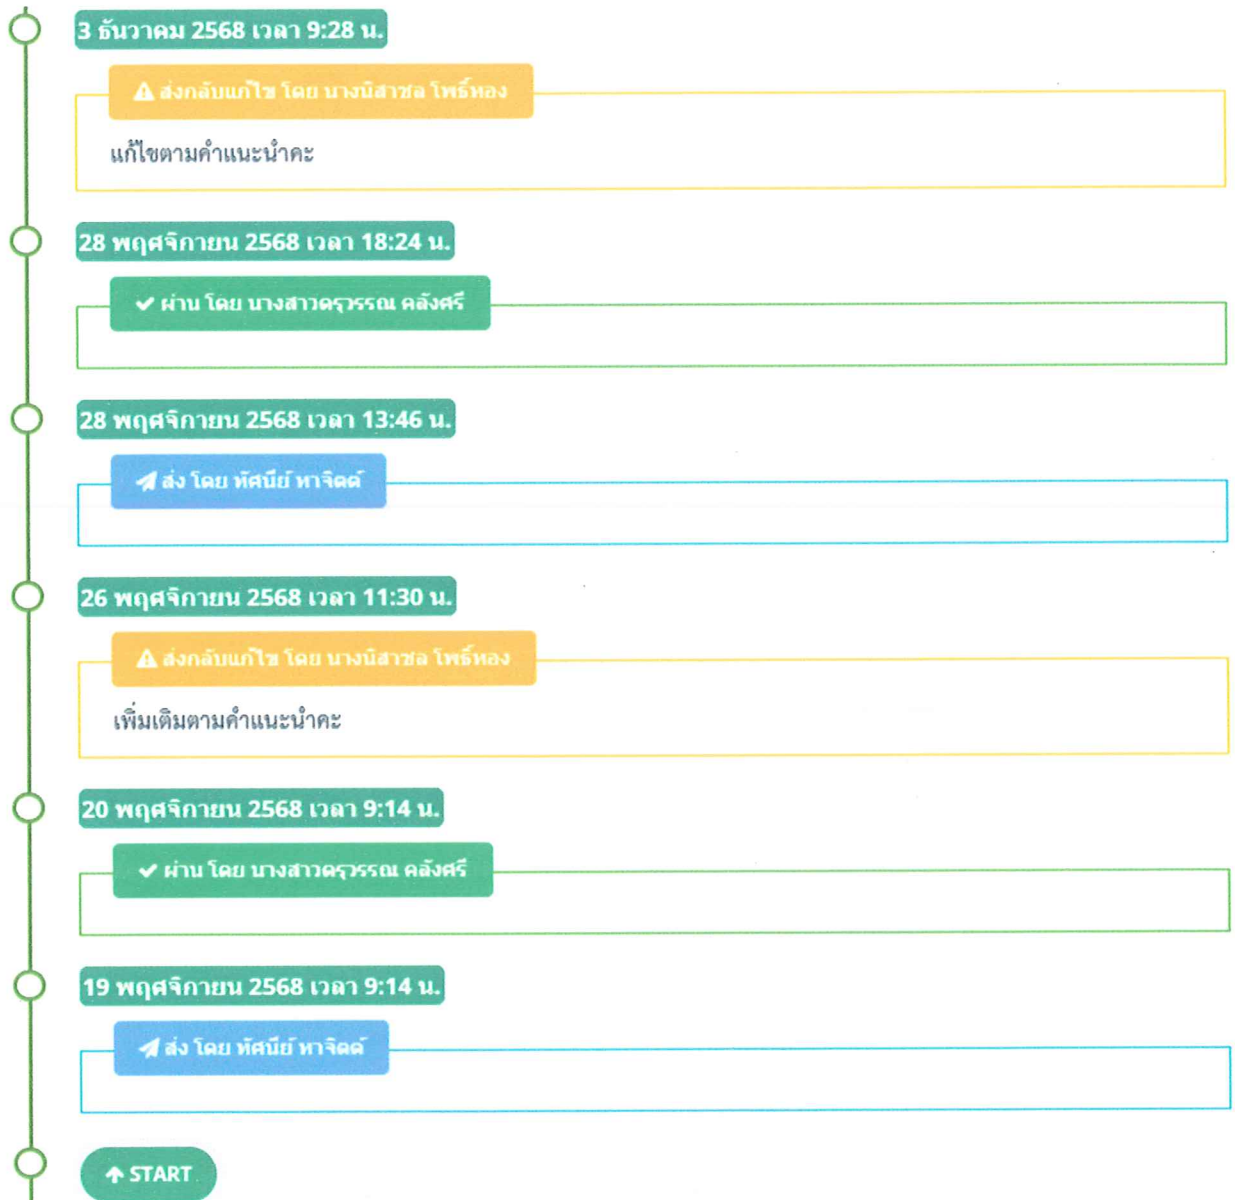 3 ธันวาคม 2568 เวลา 9:28 น.
ส่งกลับแก้ไข โดย นางนิสาชล โพธิ์ทอง
แก้ไขตามคำแนะนำคะ
28 พฤศจิกายน 2568 เวลา 18:24 น.
ผ่าน โดย นางสาวดรุวรรณ คลังศรี
28 พฤศจิกายน 2568 เวลา 13:46 น.
ส่ง โดย ทัศนีย์ หาจิตต์
26 พฤศจิกายน 2568 เวลา 11:30 น.
ส่งกลับแก้ไข โดย นางนิสาชล โพธิ์ทอง
เพิ่มเติมตามคำแนะนำคะ
20 พฤศจิกายน 2568 เวลา 9:14 น.
ผ่าน โดย นางสาวดรุวรรณ คลังศรี
19 พฤศจิกายน 2568 เวลา 9:14 น.
ส่ง โดย ทัศนีย์ หาจิตต์
START